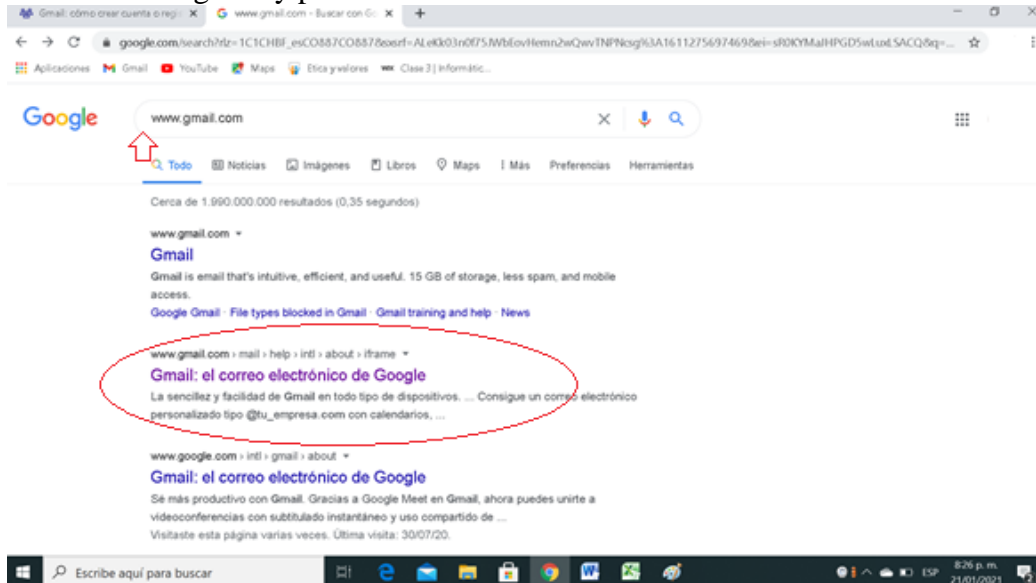 Gmail: cómo crear cuenta o regi
www.gmail.com - Buscar con Go
google.com/search?
Aplicaciones Gmail YouTube Maps Etica y valores Clase 3 | Informátic...
Google www.gmail.com
Todo Noticias Imágenes Libros Maps Más Preferencias Herramientas
Cerca de 1.990.000.000 resultados (0,35 segundos)
www.gmail.com
Gmail
Gmail is email that's intuitive, efficient, and useful. 15 GB of storage, less spam, and mobile
access.
Google Gmail · File types blocked in Gmail · Gmail training and help · News
www.gmail.com › mail › help › intl › about › iframe
Gmail: el correo electrónico de Google
La sencillez y facilidad de Gmail en todo tipo de dispositivos. ... Consigue un correo electrónico
personalizado tipo @tu_empresa.com con calendarios, ...
www.google.com › intl › gmail › about
Gmail: el correo electrónico de Google
Sé más productivo con Gmail. Gracias a Google Meet en Gmail, ahora puedes unirte a
videoconferencias con subtitulado instantáneo y uso compartido de ...
Visitaste esta página varias veces. Última visita: 30/07/20.
Escribe aquí para buscar
ESP 8:26 p. m.
21/01/2021